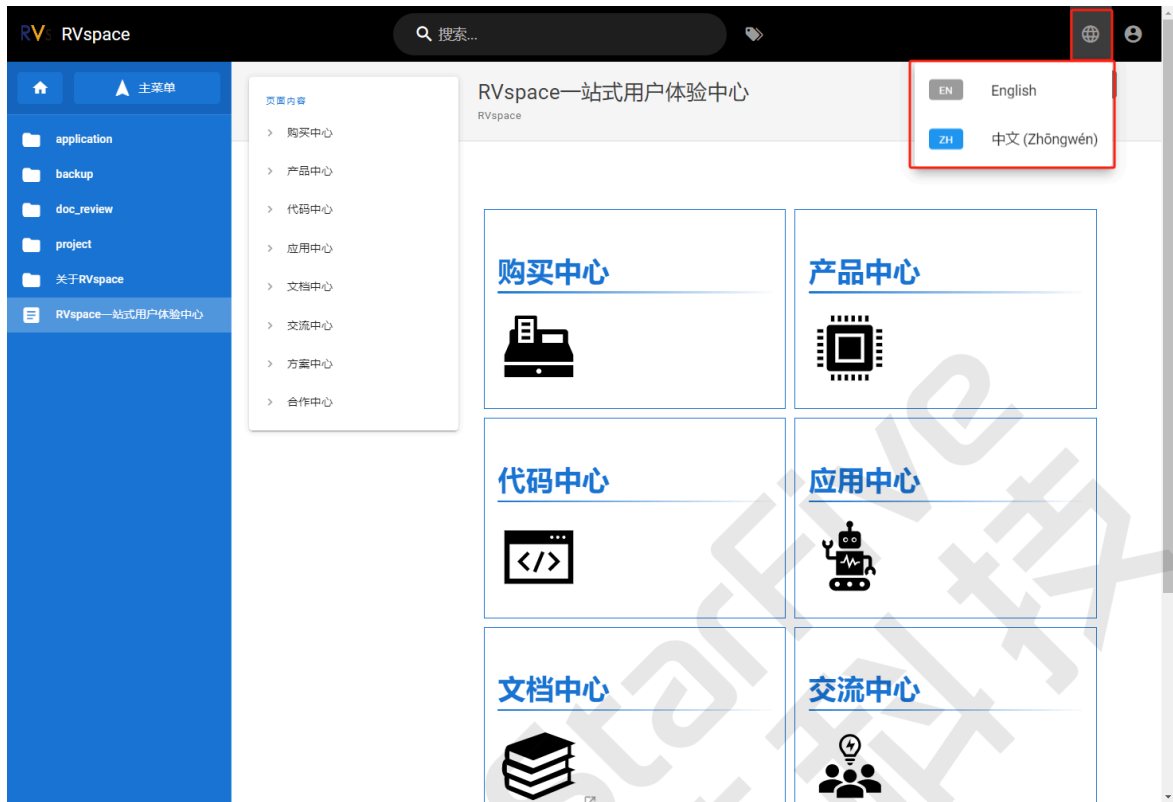 RVs RVspace
搜索...
主菜单
application
backup
doc_review
project
关于RVspace
RVspace一站式用户体验中心
页面内容
购买中心
产品中心
代码中心
应用中心
文档中心
交流中心
方案中心
合作中心
RVspace一站式用户体验中心
RVspace
EN English
ZH 中文 (Zhōngwén)
购买中心
产品中心
代码中心
应用中心
文档中心
交流中心
StarFive
科技